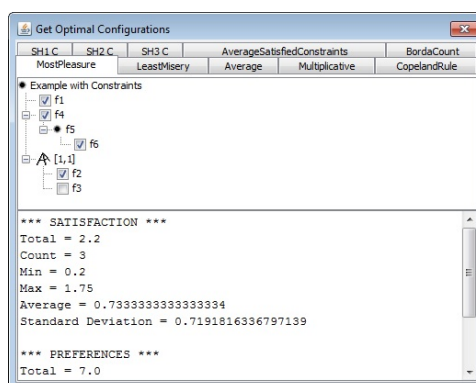 Get Optimal Configurations
SH1 C SH2 C SH3 C AverageSatisfiedConstraints BordaCount
MostPleasure LeastMisery Average Multiplicative CopelandRule
Example with Constraints
f1
f4
f5
f6
[1,1]
f2
f3
*** SATISFACTION ***
Total = 2.2
Count = 3
Min = 0.2
Max = 1.75
Average = 0.7333333333333334
Standard Deviation = 0.7191816336797139
*** PREFERENCES ***
Total = 7.0